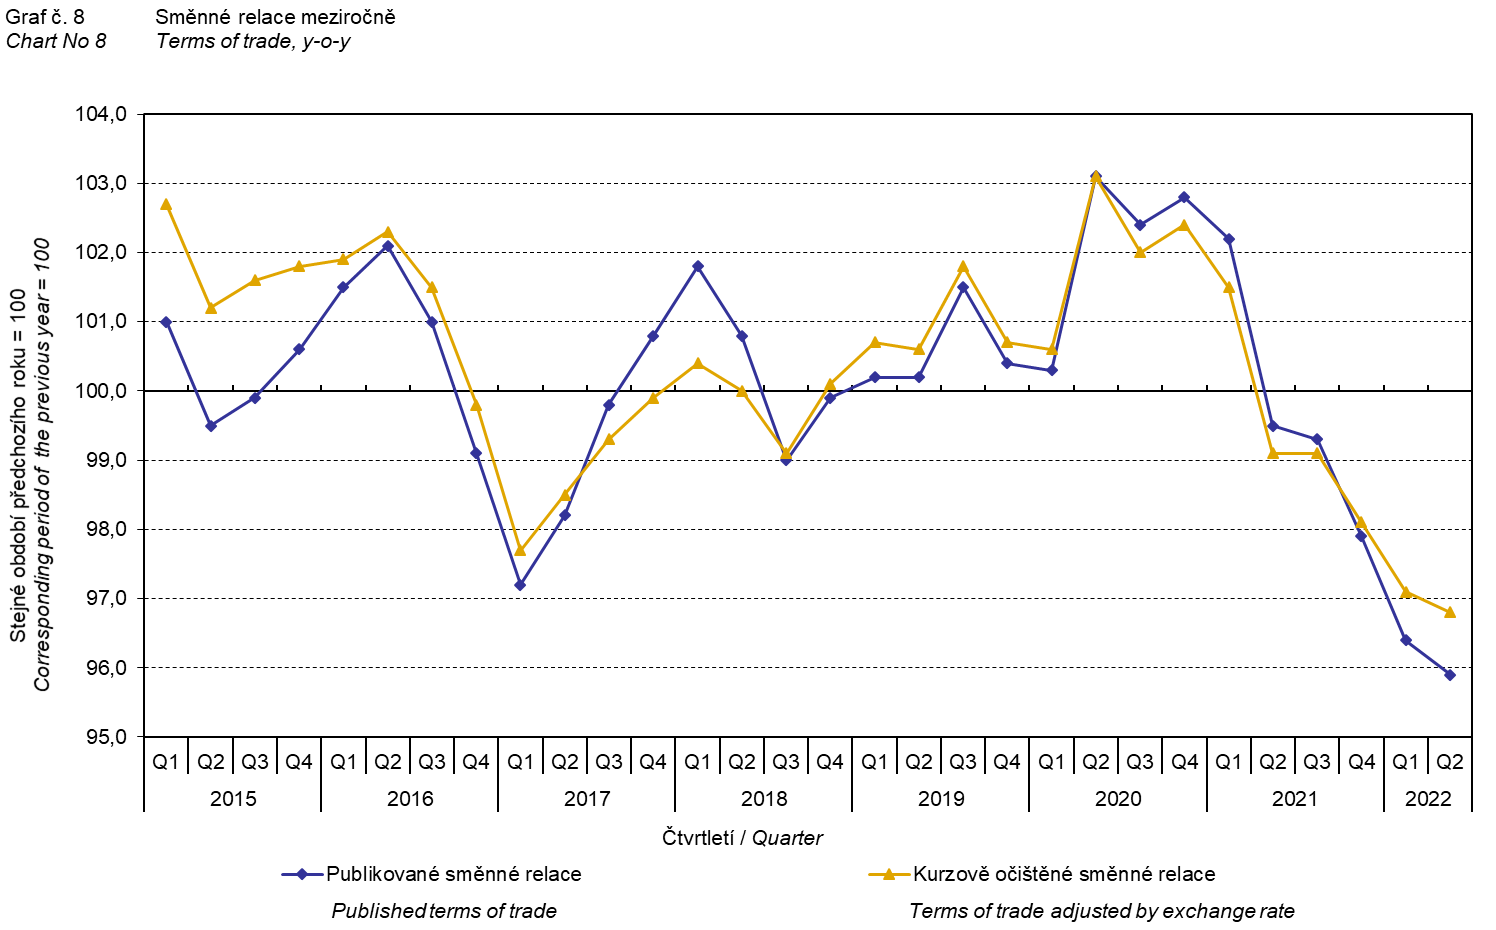 Graf č. 8 Směnné relace meziročně
Chart No 8 Terms of trade, y-o-y
Stejné období předchozího roku = 100
Corresponding period of the previous year = 100
104,0
103,0
102,0
101,0
100,0
99,0
98,0
97,0
96,0
95,0
Q1 Q2 Q3 Q4 Q1 Q2 Q3 Q4 Q1 Q2 Q3 Q4 Q1 Q2 Q3 Q4 Q1 Q2 Q3 Q4 Q1 Q2 Q3 Q4 Q1 Q2 Q3 Q4 Q1 Q2
2015 2016 2017 2018 2019 2020 2021 2022
Čtvrtletí / Quarter
Publikované směnné relace Kurzově očištěné směnné relace
Published terms of trade Terms of trade adjusted by exchange rate